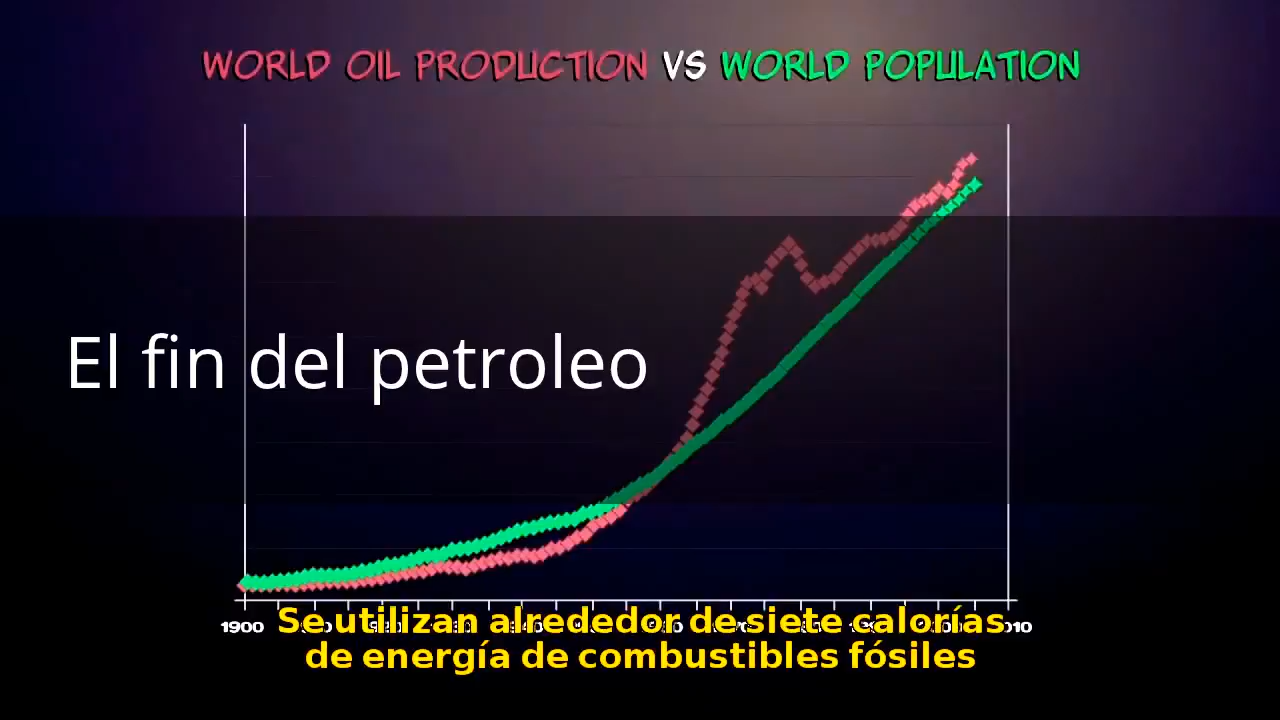 WORLD OIL PRODUCTION VS WORLD POPULATION
El fin del petroleo
1900
Se utilizan alrededor de siete calorías
de energía de combustibles fósiles